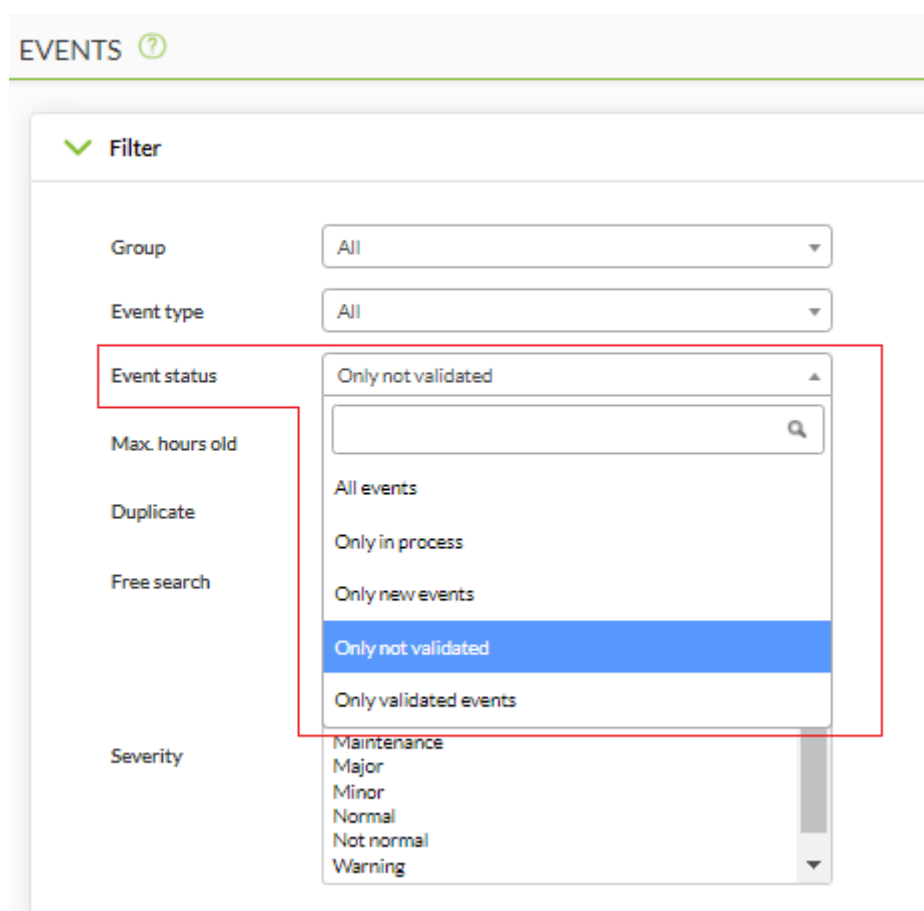 EVENTS ?
Filter
Group All
Event type All
Event status Only not validated
Max. hours old
All events
Duplicate
Only in process
Free search
Only new events
Only not validated
Only validated events
Severity
Maintenance
Major
Minor
Normal
Not normal
Warning